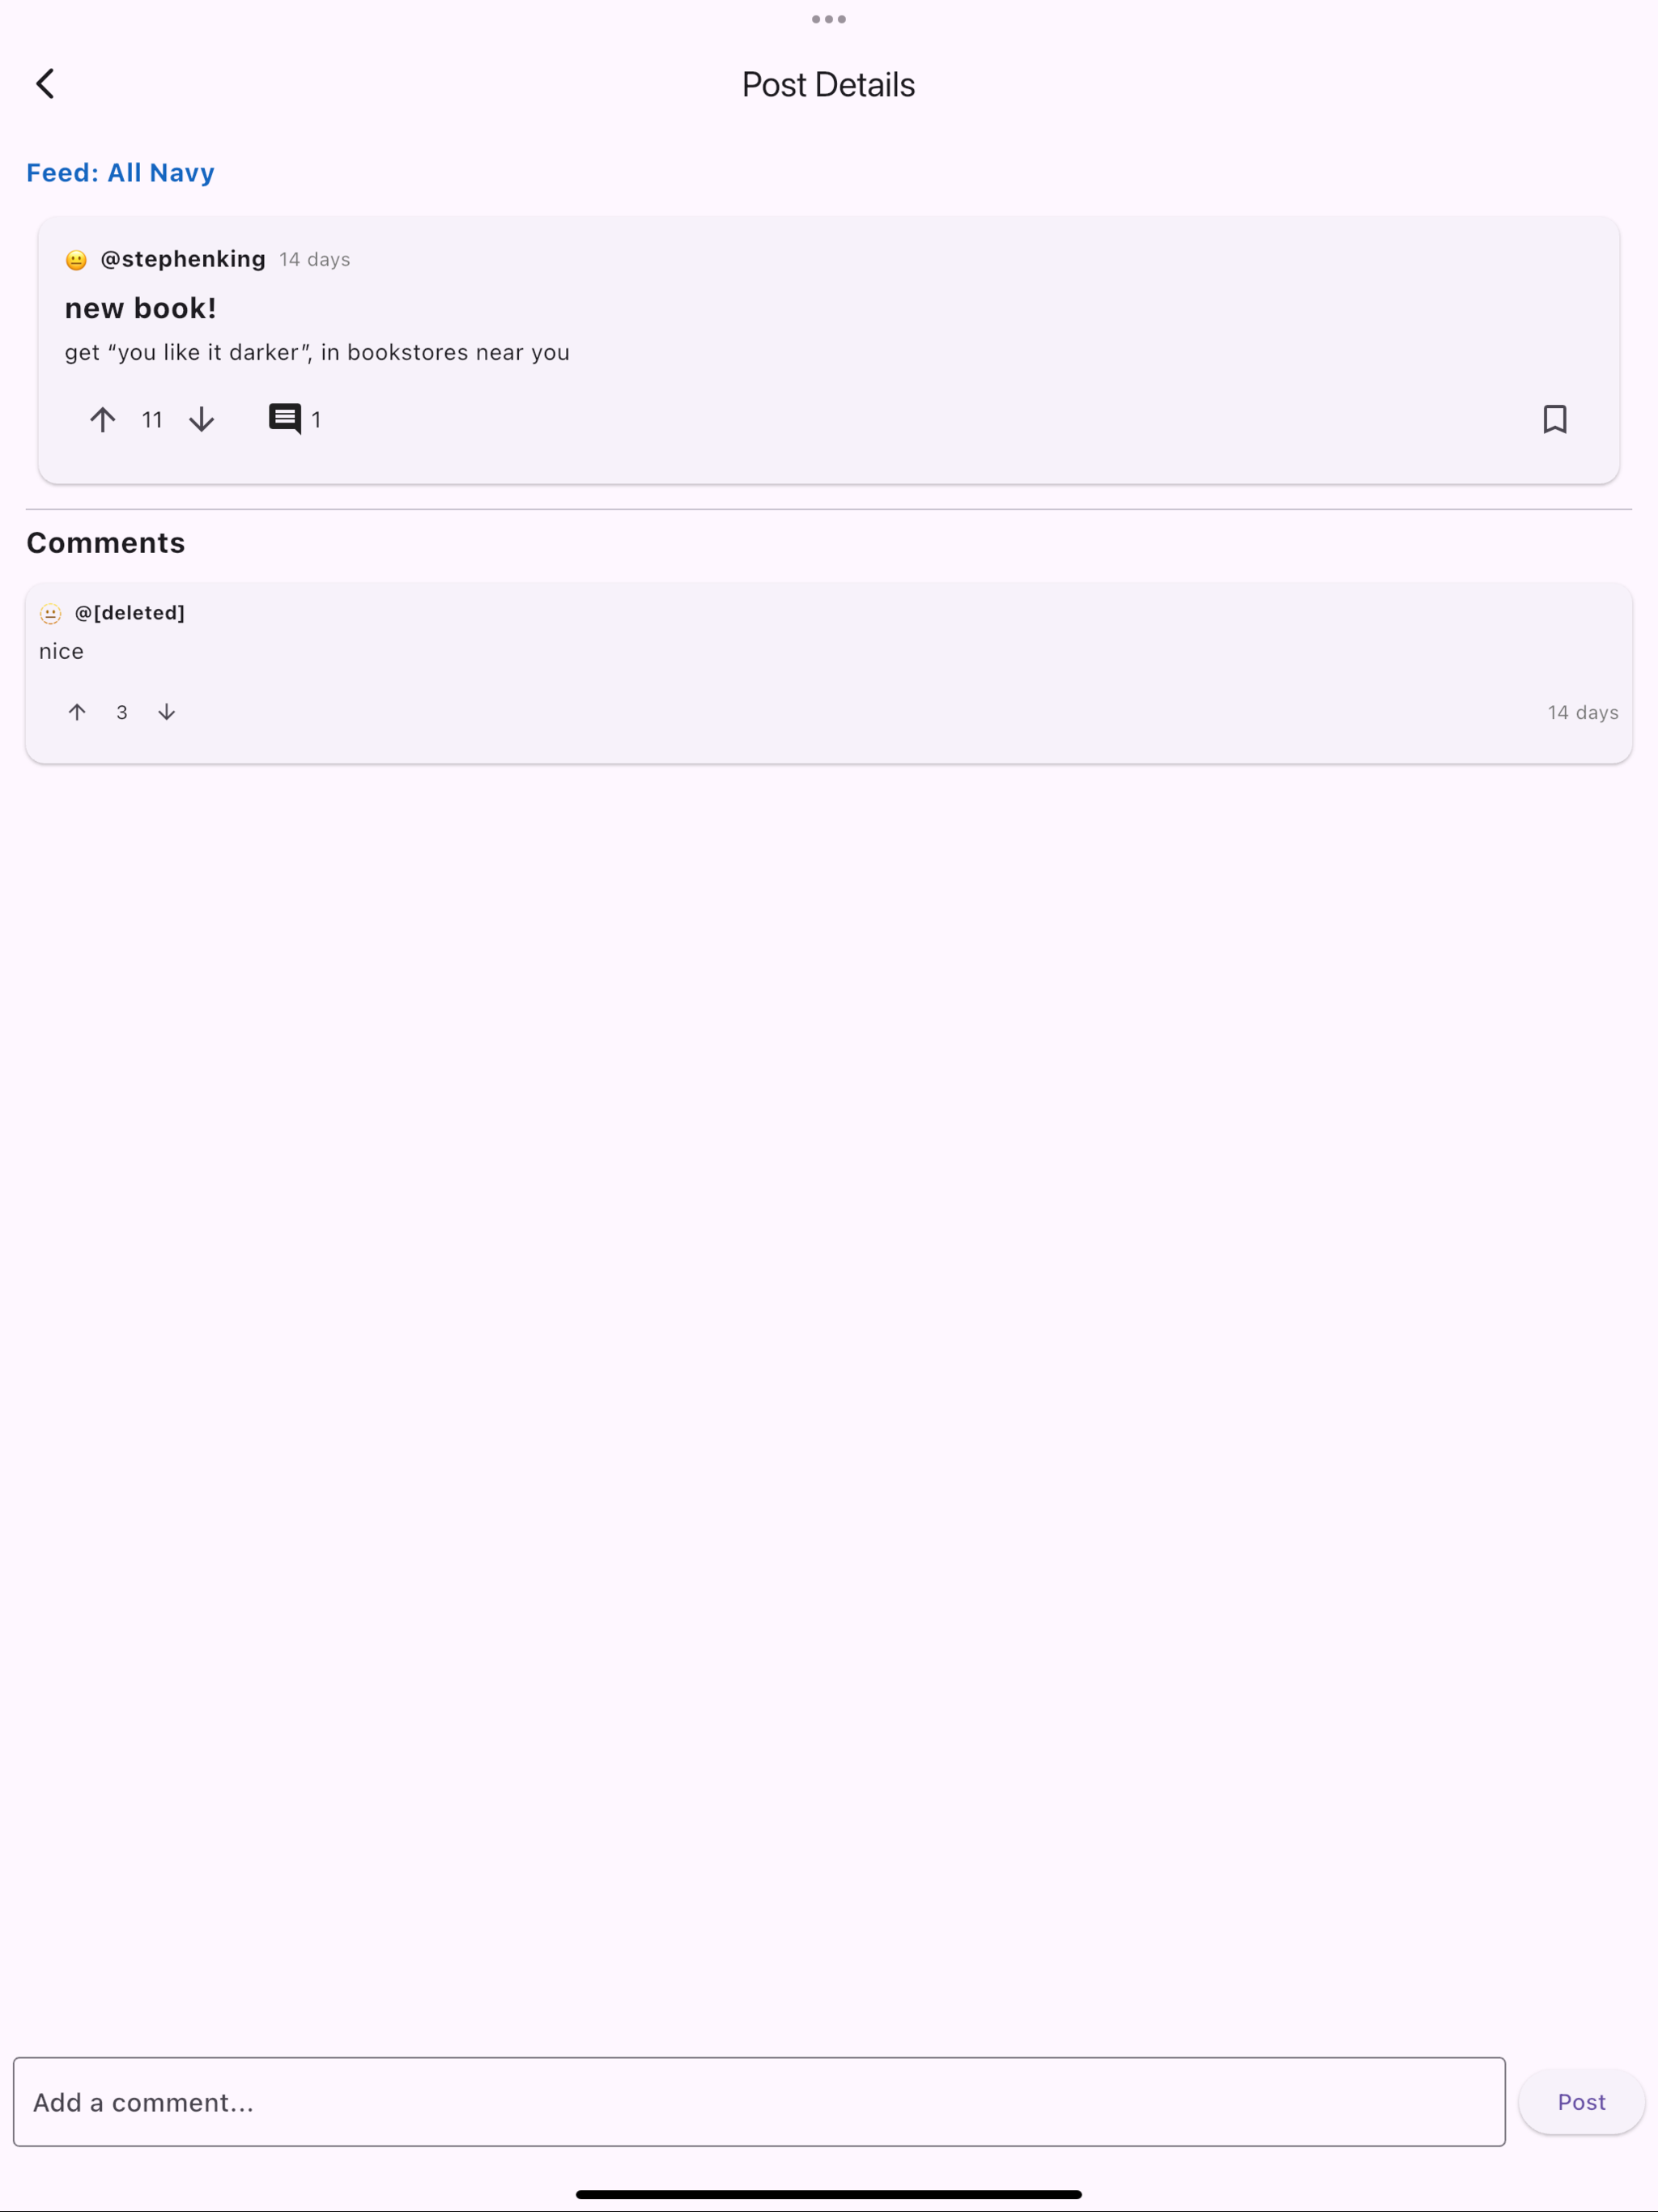 Post Details
Feed: All Navy
@stephenking 14 days
new book!
get “you like it darker”, in bookstores near you
11 1
Comments
@[deleted]
nice
3 14 days
Add a comment...
Post